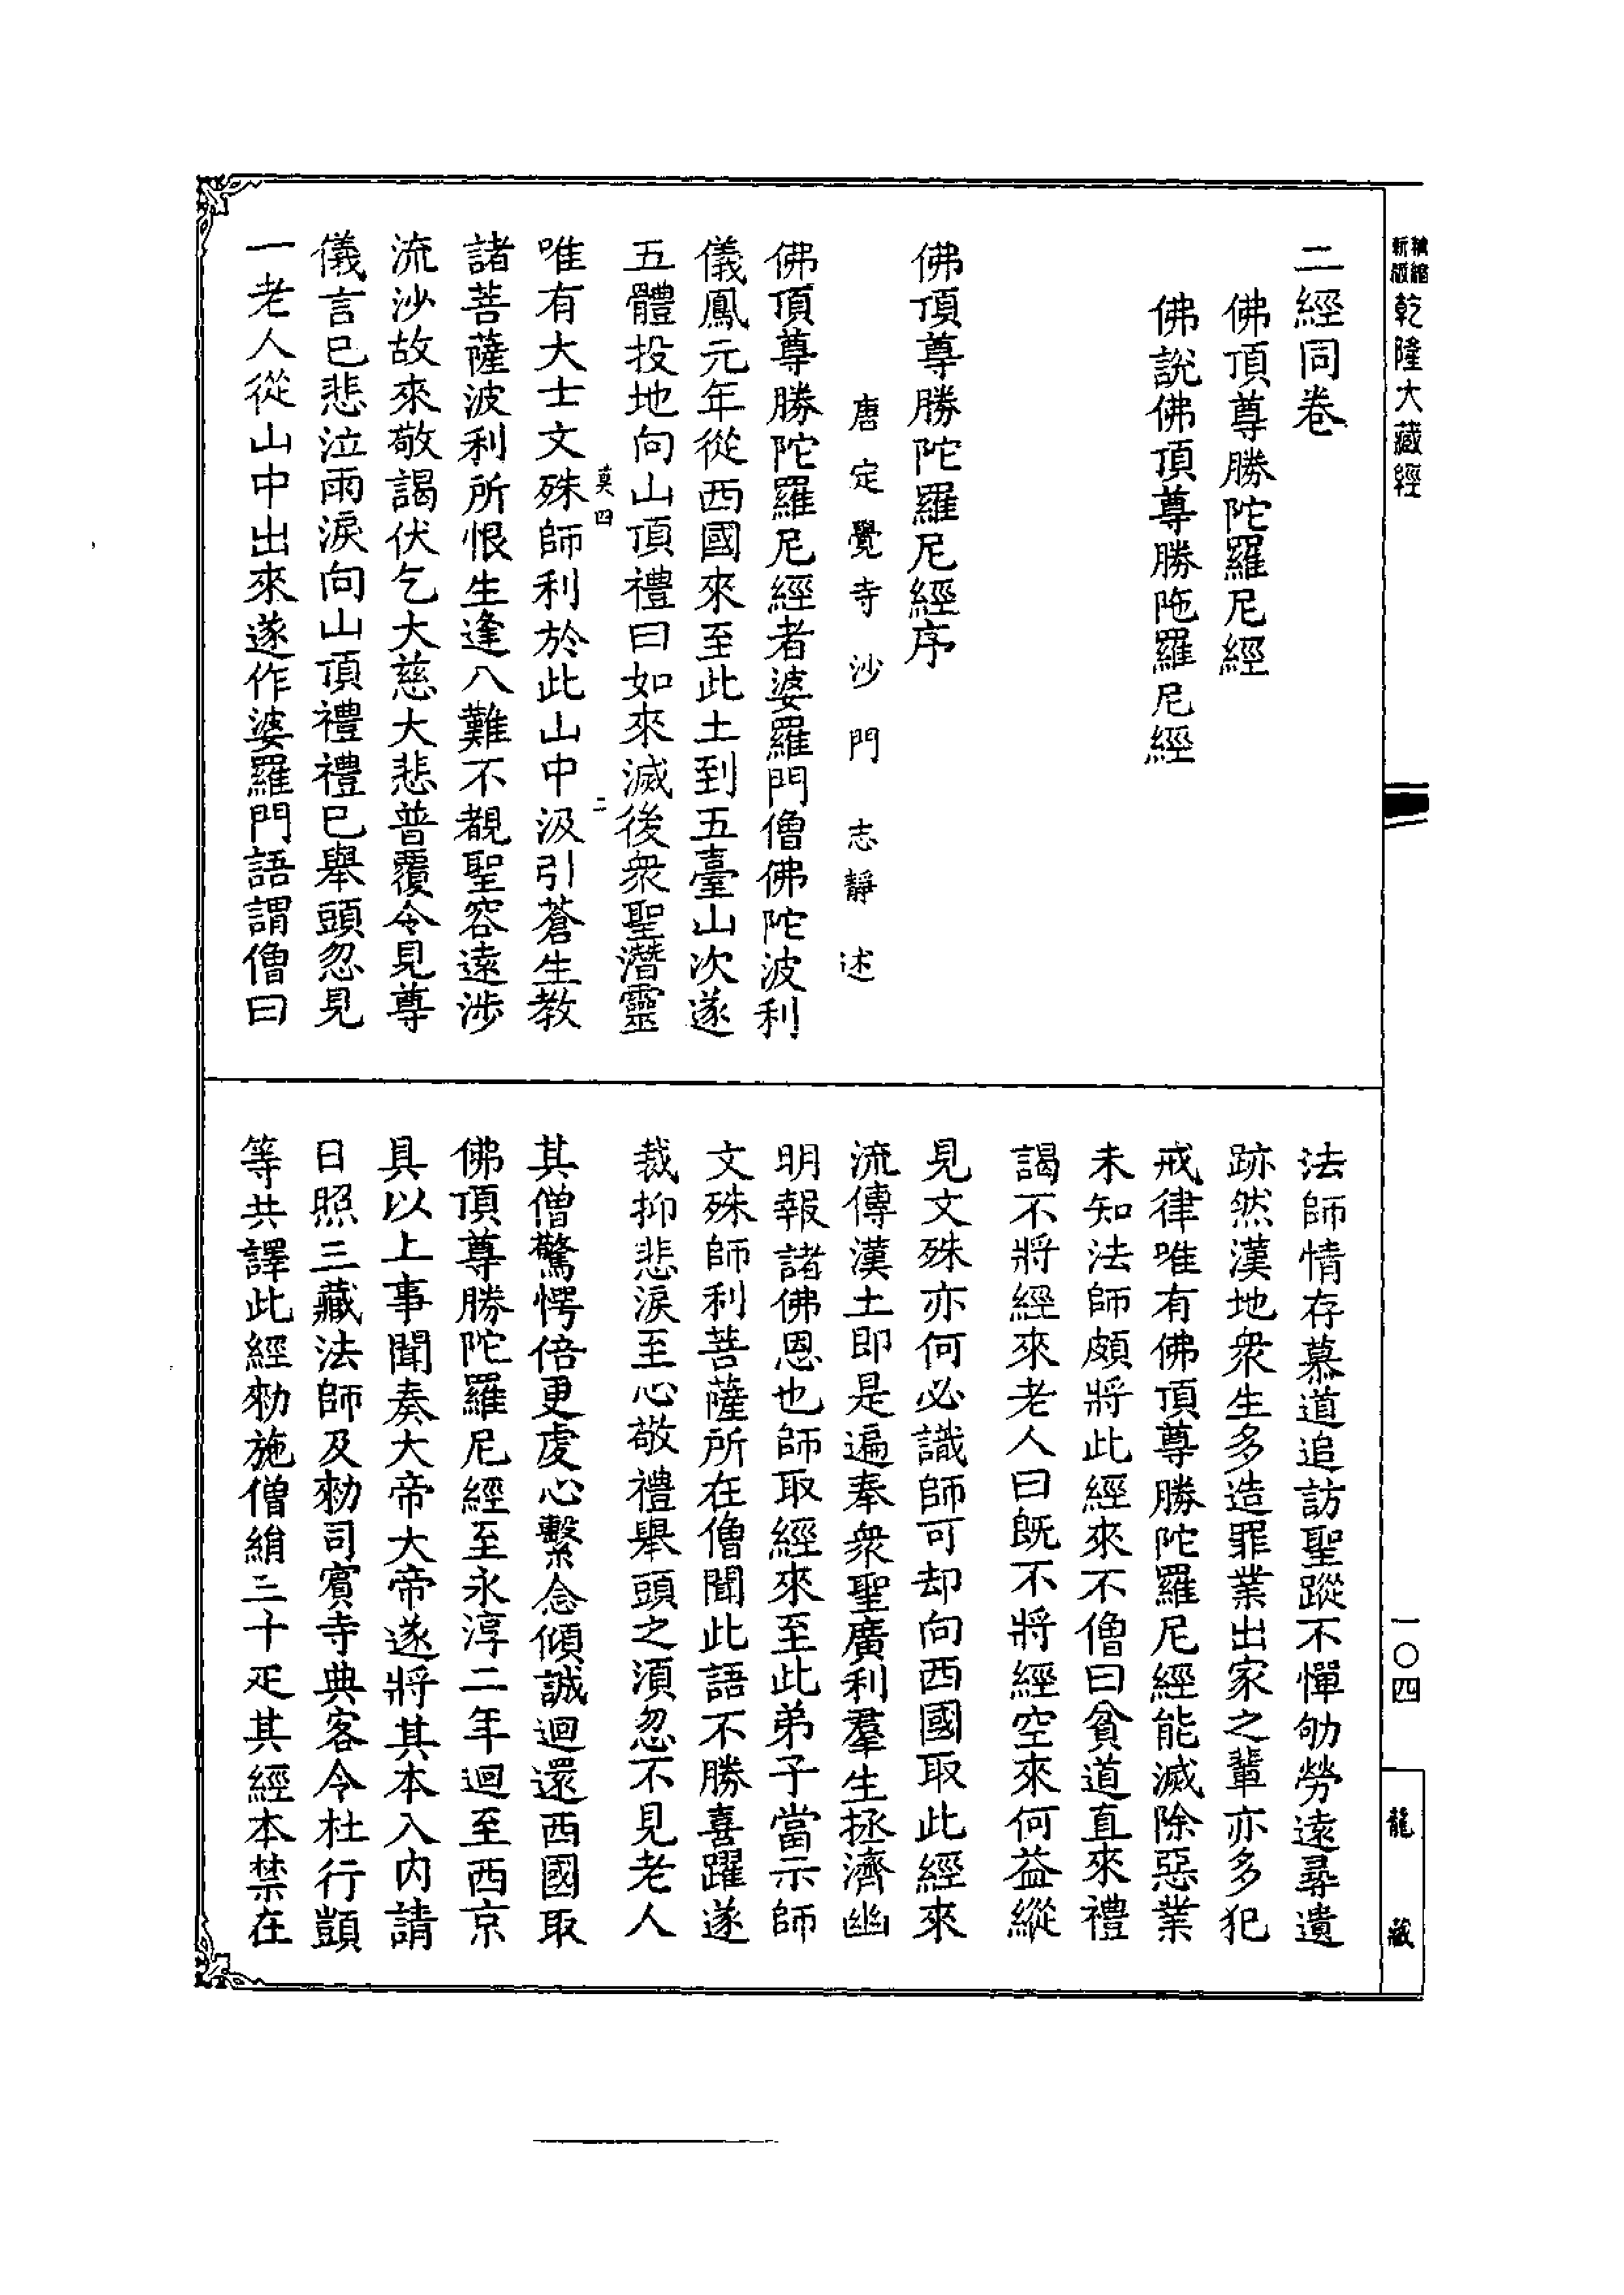 新縮
版縮
乾隆大藏經
一〇四
龍藏
二經同卷
佛頂尊勝陀羅尼經
佛說佛頂尊勝陁羅尼經
佛頂尊勝陀羅尼經序
唐定覺寺沙門志靜述
佛頂尊勝陀羅尼經者婆羅門僧佛陀波利
儀鳳元年從西國來至此土到五臺山次遂
五體投地向山頂禮曰如來滅後衆聖潛靈
莫四 二
唯有大士文殊師利於此山中汲引蒼生教
諸菩薩波利所恨生逢八難不覩聖容遠涉
流沙故來敬謁伏乞大慈大悲普覆令見尊
儀言已悲泣雨淚向山頂禮禮已舉頭忽見
一老人從山中出來遂作婆羅門語謂僧曰
法師情存慕道追訪聖蹤不憚劬勞遠尋遺
跡然漢地衆生多造罪業出家之輩亦多犯
戒律唯有佛頂尊勝陀羅尼經能滅除惡業
未知法師頗將此經來不僧曰貧道直來禮
謁不將經來老人曰旣不將經空來何益縱
見文殊亦何必識師可却向西國取此經來
流傳漢土即是遍奉衆聖廣利羣生拯濟幽
明報諸佛恩也師取經來至此弟子當示師
文殊師利菩薩所在僧聞此語不勝喜躍遂
裁抑悲淚至心敬禮舉頭之頃忽不見老人
其僧驚愕倍更虔心繫念傾誠迴還西國取
佛頂尊勝陀羅尼經至永淳二年迴至西京
具以上事聞奏大帝大帝遂將其本入內請
日照三藏法師及勑司賓寺典客令杜行顗
等共譯此經勑施僧絹三十疋其經本禁在